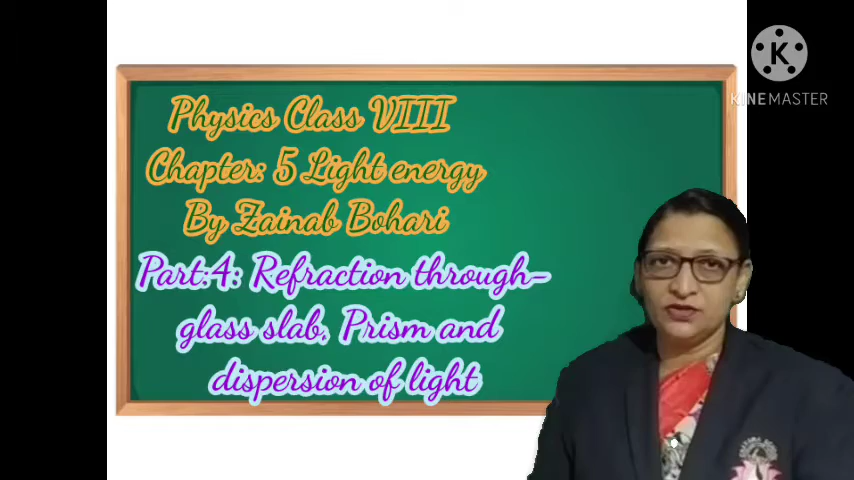 Physics Class VIII
Chapter: 5 Light energy
By Zainab Bohari
Part:4: Refraction through-
glass slab, Prism and
dispersion of light
K
KINEMASTER